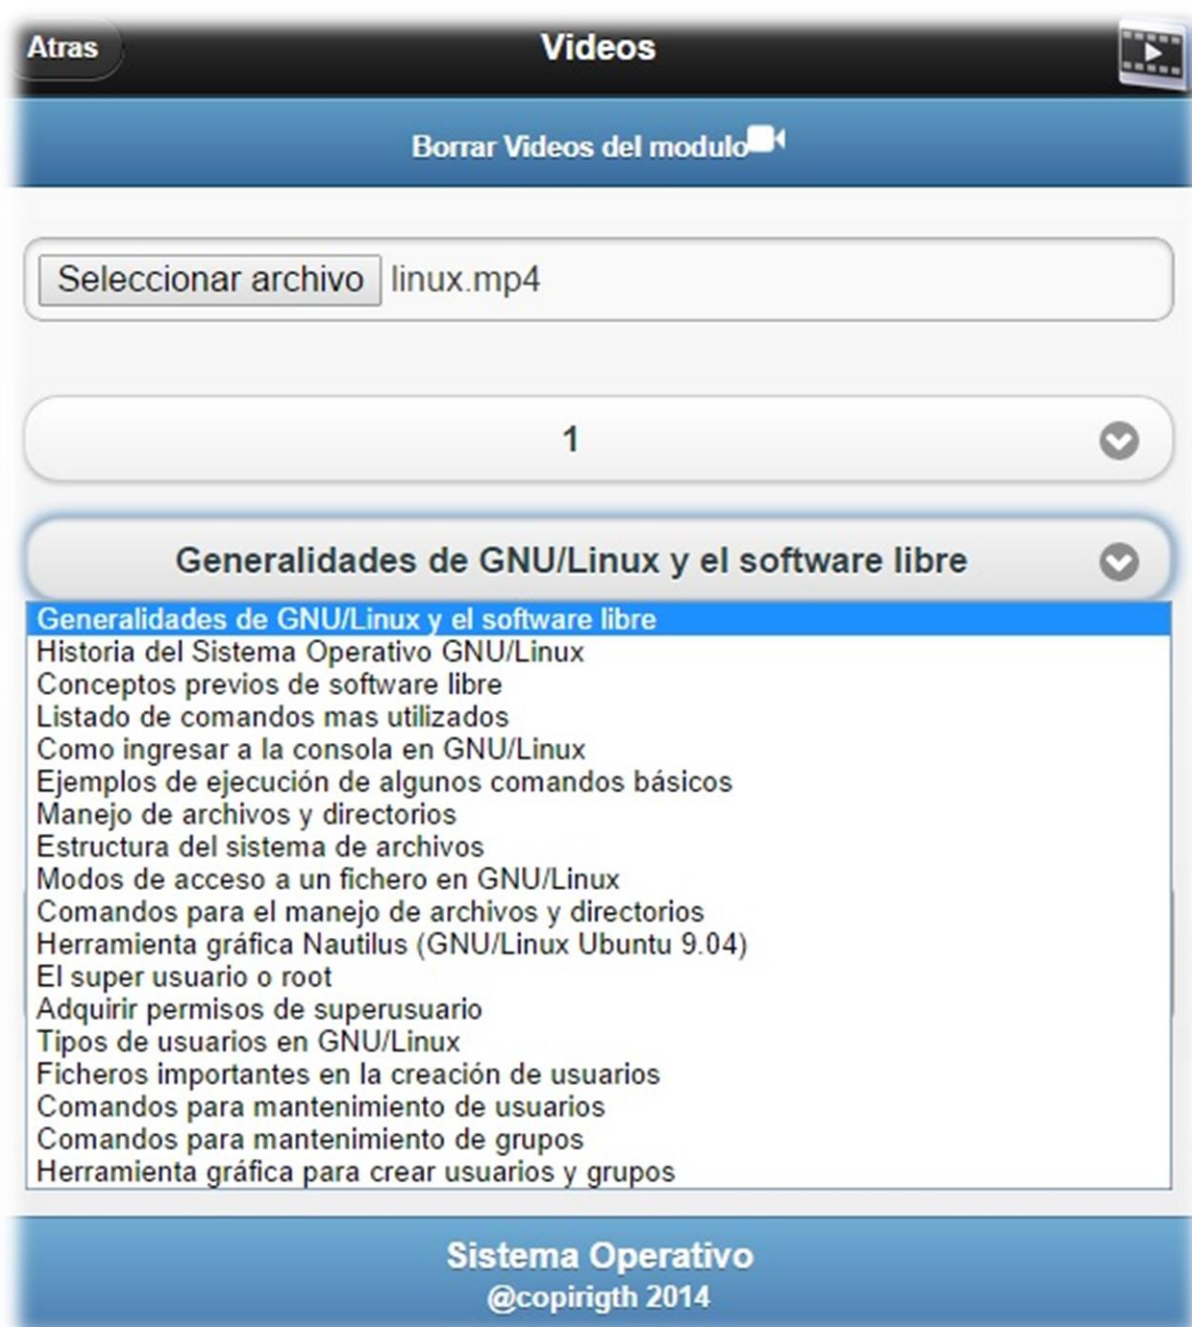 Atras
Videos
Borrar Videos del modulo
Seleccionar archivo linux.mp4
1
Generalidades de GNU/Linux y el software libre
Generalidades de GNU/Linux y el software libre
Historia del Sistema Operativo GNU/Linux
Conceptos previos de software libre
Listado de comandos mas utilizados
Como ingresar a la consola en GNU/Linux
Ejemplos de ejecución de algunos comandos básicos
Manejo de archivos y directorios
Estructura del sistema de archivos
Modos de acceso a un fichero en GNU/Linux
Comandos para el manejo de archivos y directorios
Herramienta gráfica Nautilus (GNU/Linux Ubuntu 9.04)
El super usuario o root
Adquirir permisos de superusuario
Tipos de usuarios en GNU/Linux
Ficheros importantes en la creación de usuarios
Comandos para mantenimiento de usuarios
Comandos para mantenimiento de grupos
Herramienta gráfica para crear usuarios y grupos
Sistema Operativo
@copirigth 2014